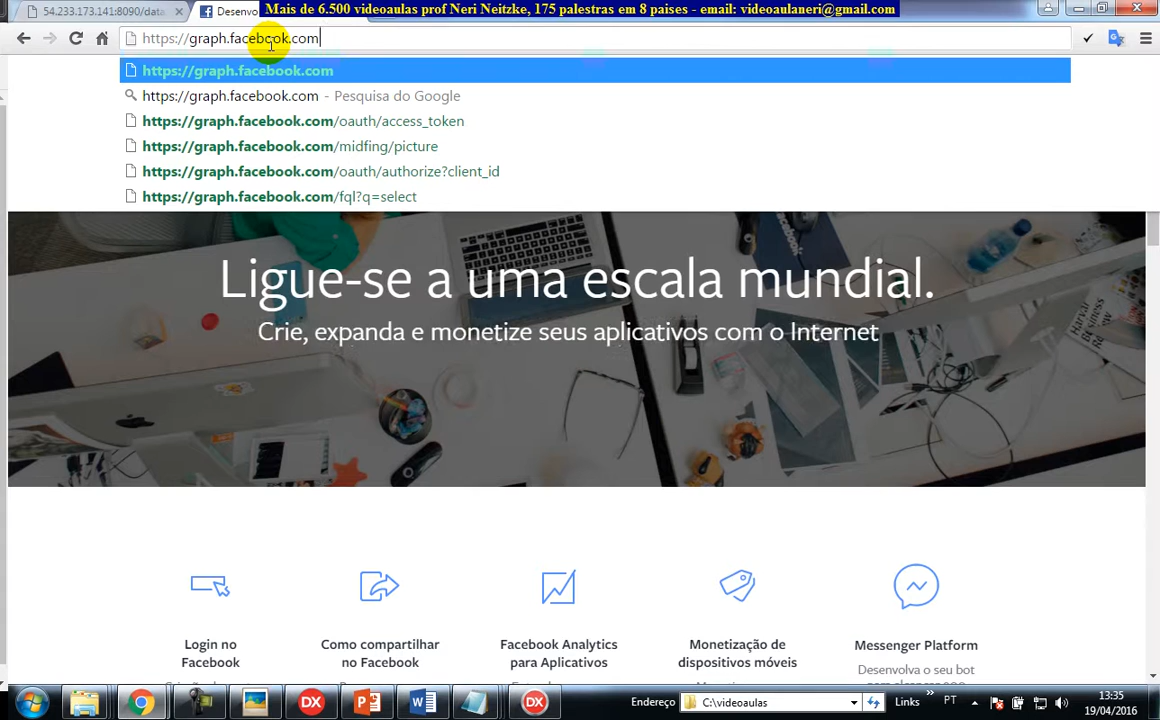 54.233.173.141:8090/data
Desenvo
Mais de 6.500 videoaulas prof Neri Neitzke, 175 palestras em 8 paises - email: videoaulaneri@gmail.com
https://graph.facebook.com
https://graph.facebook.com
https://graph.facebook.com - Pesquisa do Google
https://graph.facebook.com/oauth/access_token
https://graph.facebook.com/midfing/picture
https://graph.facebook.com/oauth/authorize?client_id
https://graph.facebook.com/fql?q=select
Ligue-se a uma escala mundial.
Crie, expanda e monetize seus aplicativos com o Internet
Harvard Business
Login no
Facebook
Como compartilhar
no Facebook
Facebook Analytics
para Aplicativos
Monetização de
dispositivos móveis
Messenger Platform
Desenvolva o seu bot
DX
DX
Endereço
C:\videoaulas
Links
»
PT
13:35
19/04/2016